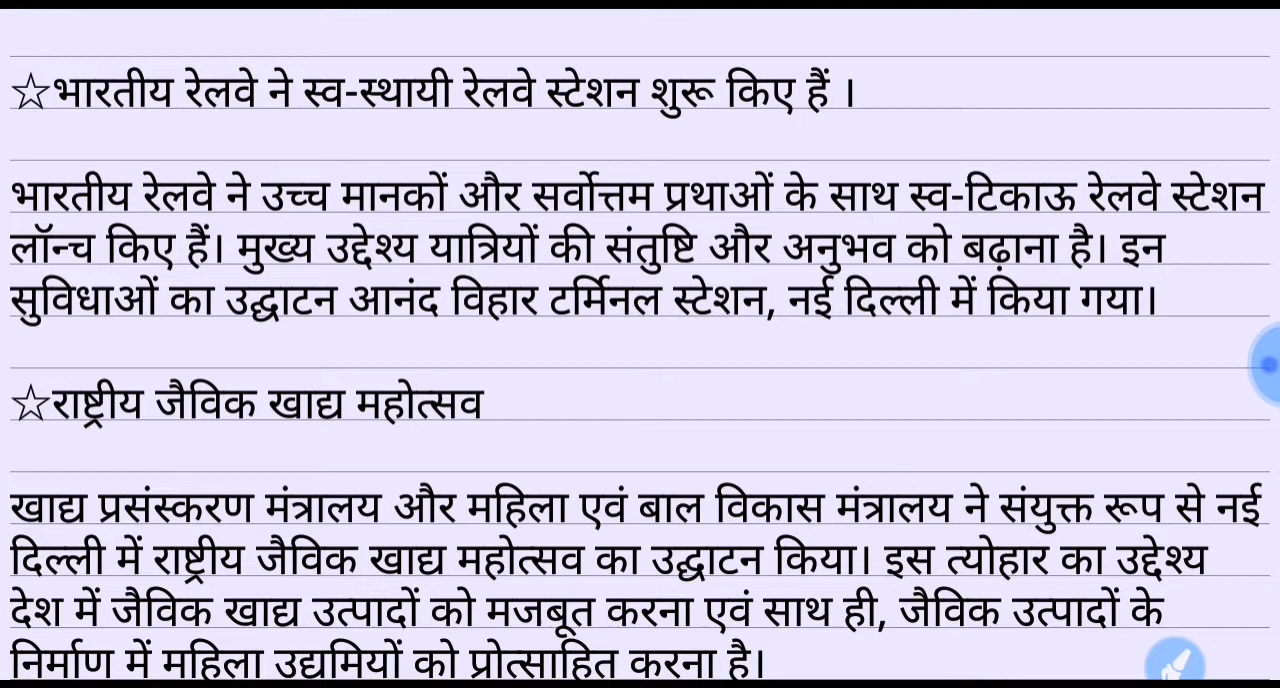 ☆भारतीय रेलवे ने स्व-स्थायी रेलवे स्टेशन शुरू किए हैं ।
भारतीय रेलवे ने उच्च मानकों और सर्वोत्तम प्रथाओं के साथ स्व-टिकाऊ रेलवे स्टेशन
लॉन्च किए हैं। मुख्य उद्देश्य यात्रियों की संतुष्टि और अनुभव को बढ़ाना है। इन
सुविधाओं का उद्घाटन आनंद विहार टर्मिनल स्टेशन, नई दिल्ली में किया गया।
☆राष्ट्रीय जैविक खाद्य महोत्सव
खाद्य प्रसंस्करण मंत्रालय और महिला एवं बाल विकास मंत्रालय ने संयुक्त रूप से नई
दिल्ली में राष्ट्रीय जैविक खाद्य महोत्सव का उद्घाटन किया। इस त्योहार का उद्देश्य
देश में जैविक खाद्य उत्पादों को मजबूत करना एवं साथ ही, जैविक उत्पादों के
निर्माण में महिला उद्यमियों को प्रोत्साहित करना है।